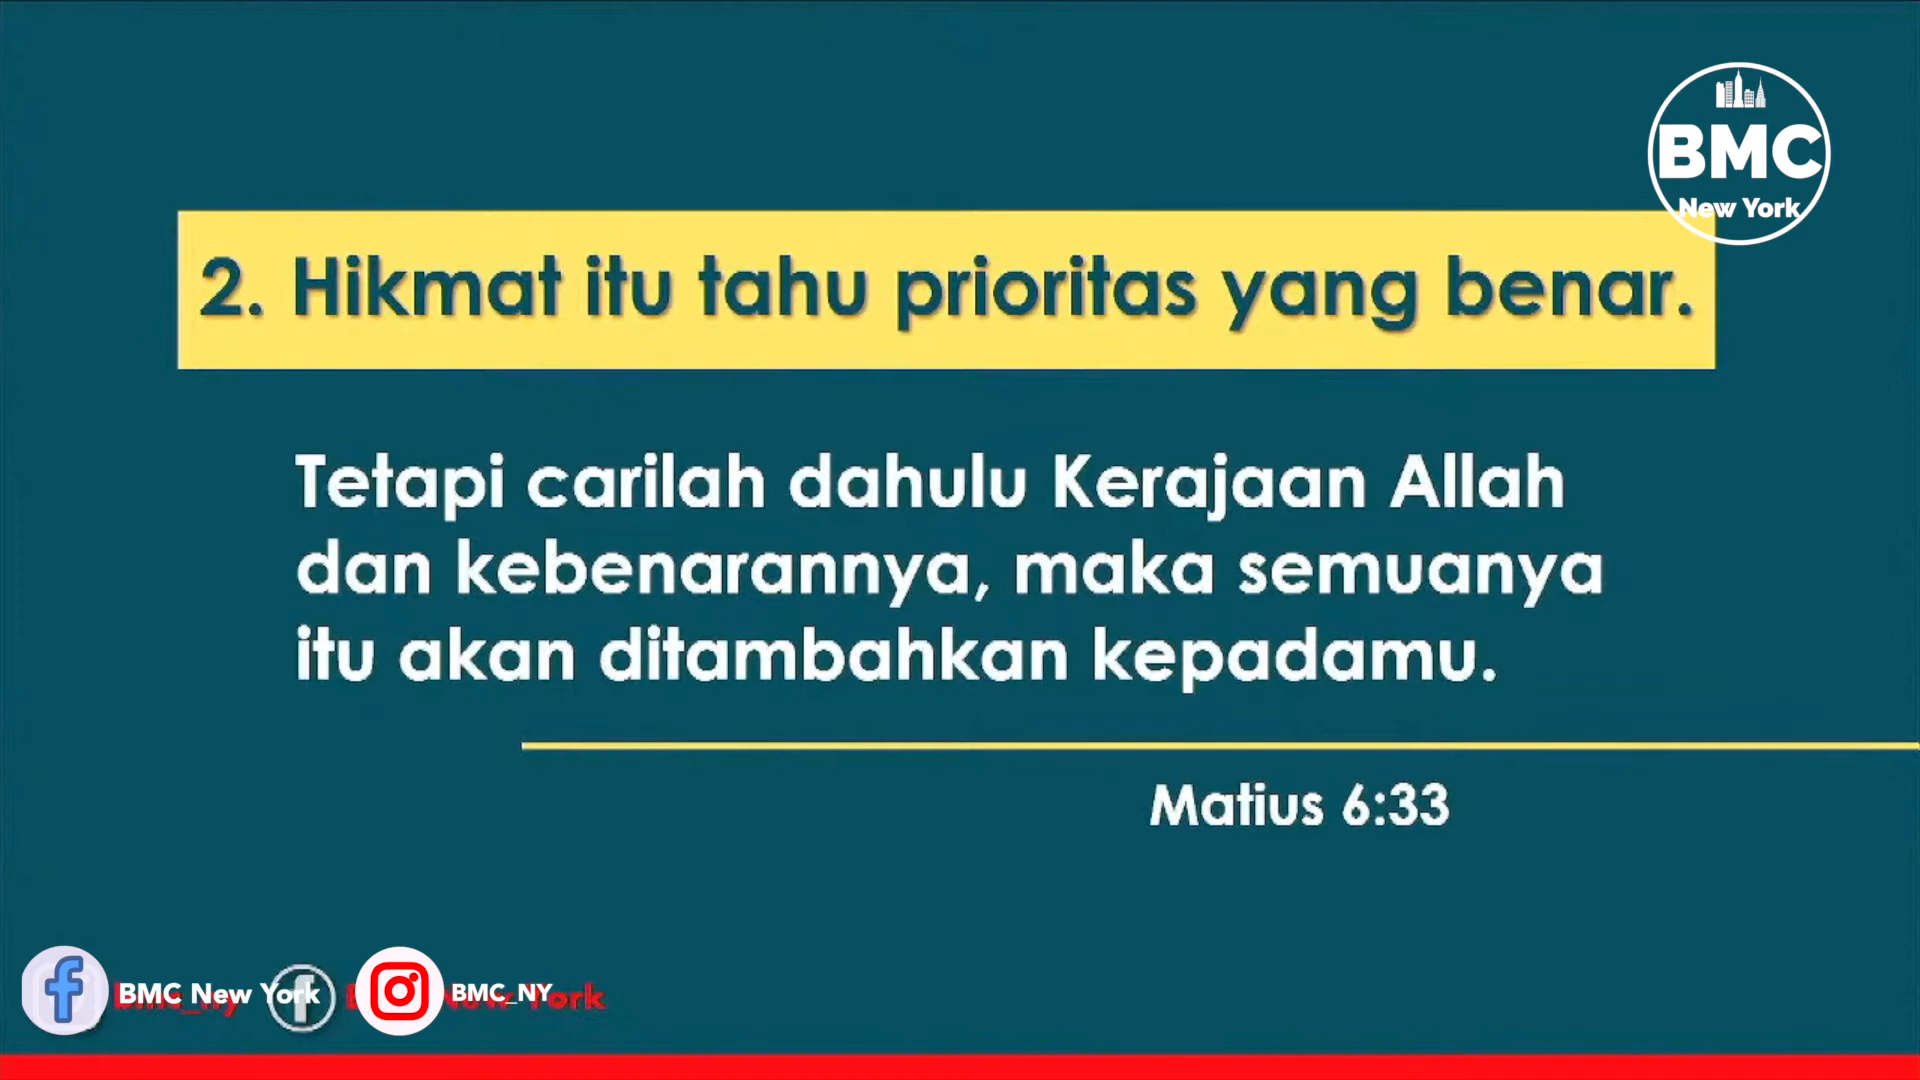 BMC
New York
2. Hikmat itu tahu prioritas yang benar.
Tetapi carilah dahulu Kerajaan Allah
dan kebenarannya, maka semuanya
itu akan ditambahkan kepadamu.
Matius 6:33
BMC New York
BMC_NY